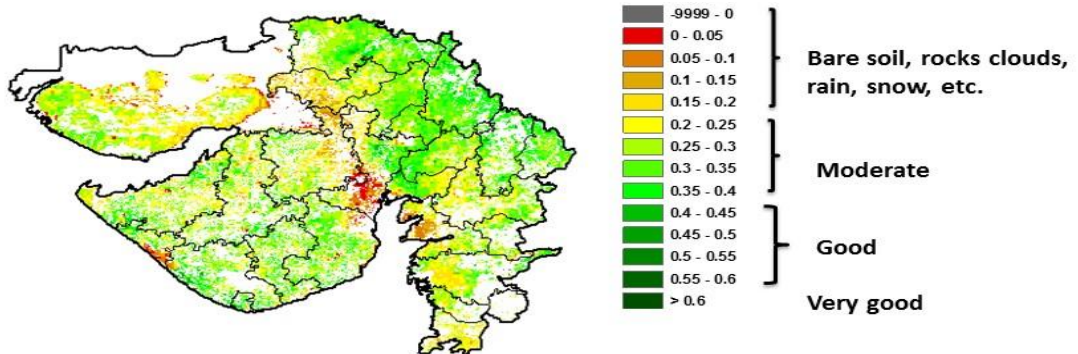 -9999 - 0
0 - 0.05
0.05 - 0.1
0.1 - 0.15
0.15 - 0.2
0.2 - 0.25
0.25 - 0.3
0.3 - 0.35
0.35 - 0.4
0.4 - 0.45
0.45 - 0.5
0.5 - 0.55
0.55 - 0.6
> 0.6
Bare soil, rocks clouds,
rain, snow, etc.
Moderate
Good
Very good